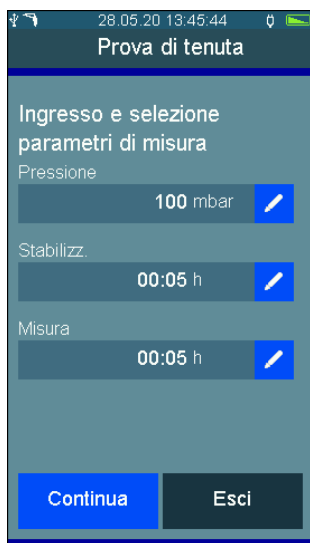 28.05.20 13:45:44
Prova di tenuta
Ingresso e selezione
parametri di misura
Pressione
100 mbar
Stabilizz.
00:05 h
Misura
00:05 h
Continua Esci